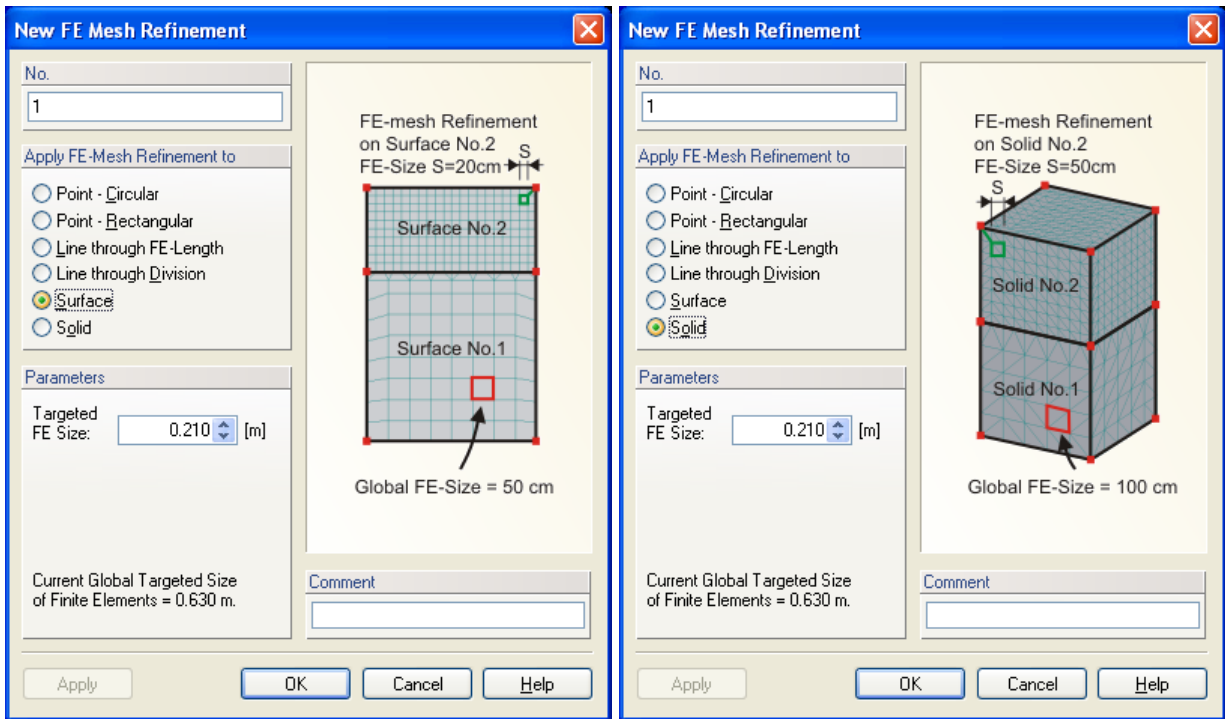 New FE Mesh Refinement
No.
1
Apply FE-Mesh Refinement to
Point - Circular
Point - Rectangular
Line through FE-Length
Line through Division
Surface
Solid
Parameters
Targeted
FE Size:
0.210
[m]
Current Global Targeted Size
of Finite Elements = 0.630 m.
FE-mesh Refinement
on Surface No.2
FE-Size S=20cm
S
Surface No.2
Surface No.1
Global FE-Size = 50 cm
Comment
Apply
OK
Cancel
Help
New FE Mesh Refinement
No.
1
Apply FE-Mesh Refinement to
Point - Circular
Point - Rectangular
Line through FE-Length
Line through Division
Surface
Solid
Parameters
Targeted
FE Size:
0.210
[m]
Current Global Targeted Size
of Finite Elements = 0.630 m.
FE-mesh Refinement
on Solid No.2
FE-Size S=50cm
S
Solid No.2
Solid No.1
Global FE-Size = 100 cm
Comment
Apply
OK
Cancel
Help